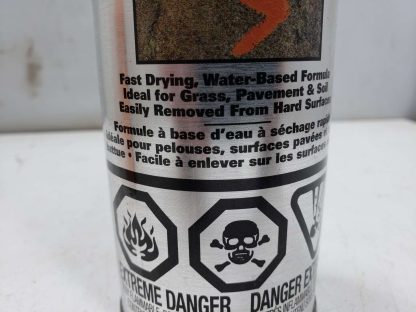 Fast Drying, Water-Based Formula
Ideal for Grass, Pavement & Soil
Easily Removed From Hard Surfaces
Formule à base d'eau à séchage
pour pelouses, surfaces pavées
• Facile à enlever sur les surfaces
EXTREME DANGER
DANGER